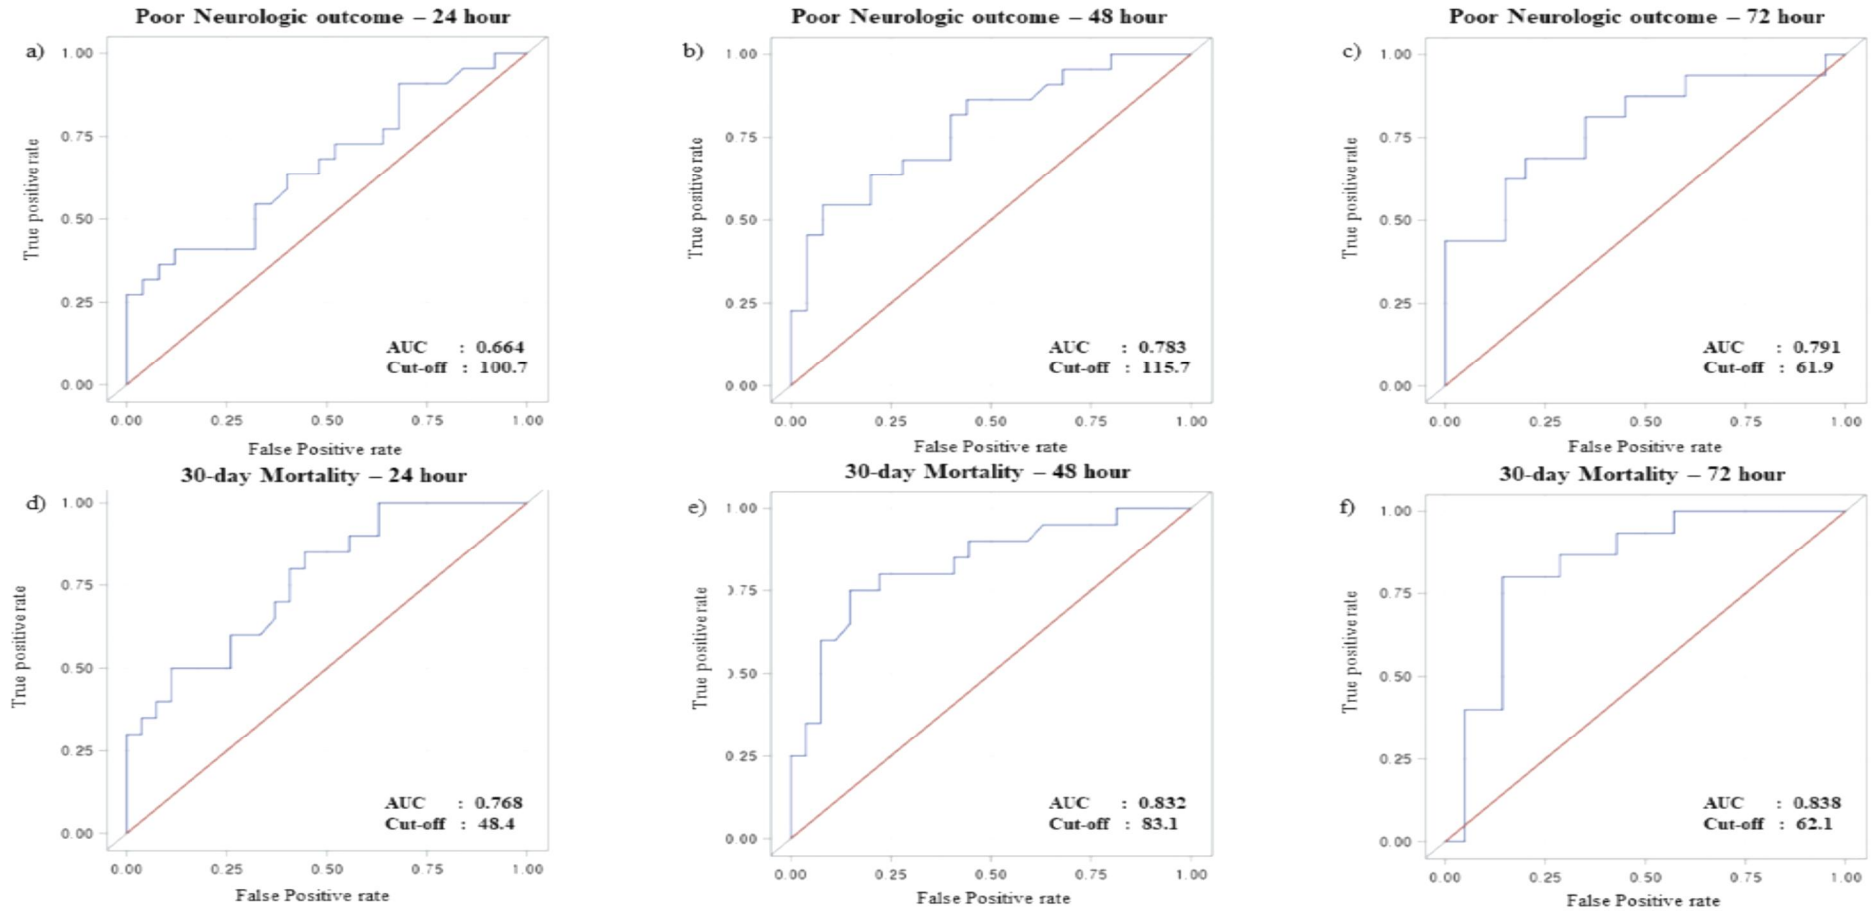 Poor Neurologic outcome – 24 hour
a)
1.00
0.75
0.50
0.25
0.00
True positive rate
AUC : 0.664
Cut-off : 100.7
0.00 0.25 0.50 0.75 1.00
False Positive rate
Poor Neurologic outcome – 48 hour
b)
1.00
0.75
0.50
0.25
0.00
True positive rate
AUC : 0.783
Cut-off : 115.7
0.00 0.25 0.50 0.75 1.00
False Positive rate
Poor Neurologic outcome – 72 hour
c)
1.00
0.75
0.50
0.25
0.00
True positive rate
AUC : 0.791
Cut-off : 61.9
0.00 0.25 0.50 0.75 1.00
False Positive rate
30-day Mortality – 24 hour
d)
1.00
0.75
0.50
0.25
0.00
True positive rate
AUC : 0.768
Cut-off : 48.4
0.00 0.25 0.50 0.75 1.00
False Positive rate
30-day Mortality – 48 hour
e)
1 00
0.25
0 00
True positive rate
AUC : 0.832
Cut-off : 83.1
0.00 0.25 0.50 0.75 1.00
False Positive rate
30-day Mortality – 72 hour
f)
1.00
0.75
0.50
0.25
0.00
True positive rate
AUC : 0.838
Cut-off : 62.1
0.00 0.25 0.50 0.75 1.00
False Positive rate